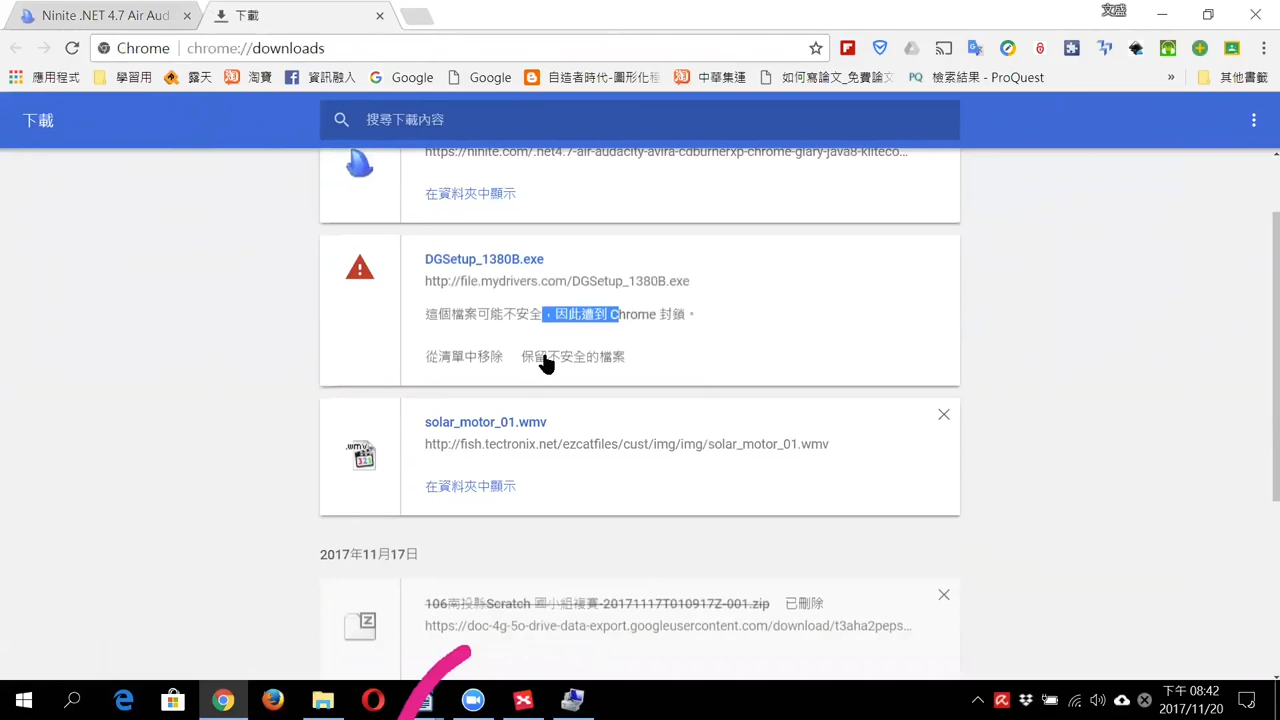 Ninite .NET 4.7 Air Aud
下載
文盛
Chrome
chrome://downloads
應用程式
學習用
露天
淘寶
資訊融入
Google
Google
自造者時代-圖形化程
中華集運
如何寫論文_免費論文
檢索結果 - ProQuest
»
其他書籤
下載
搜尋下載內容
https://ninite.com/.net4.7-air-audacity-avira-cdburnerxp-chrome-glary-java8-kliteco...
在資料夾中顯示
DGSetup_1380B.exe
http://file.mydrivers.com/DGSetup_1380B.exe
這個檔案可能不安全，因此遭到 Chrome 封鎖。
從清單中移除
保留不安全的檔案
solar_motor_01.wmv
http://fish.tectronix.net/ezcatfiles/cust/img/img/solar_motor_01.wmv
在資料夾中顯示
2017年11月17日
106南投縣Scratch 國小組複賽-20171117T010917Z-001.zip 已刪除
https://doc-4g-5o-drive-data-export.googleusercontent.com/download/t3aha2peps...
下午 08:42
2017/11/20